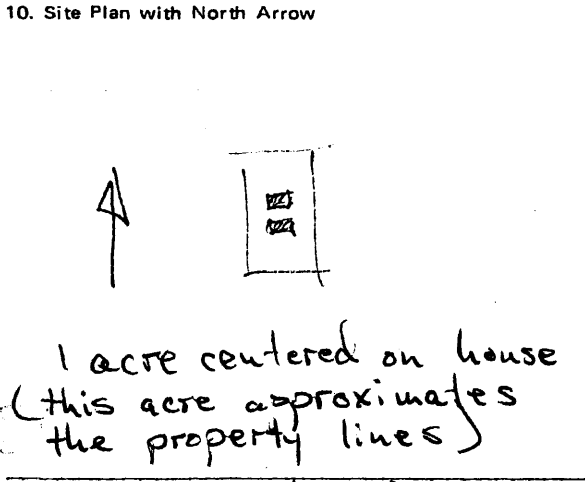 10. Site Plan with North Arrow
1 acre centered on house
(this acre approximates
the property lines)